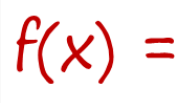 f(x) =